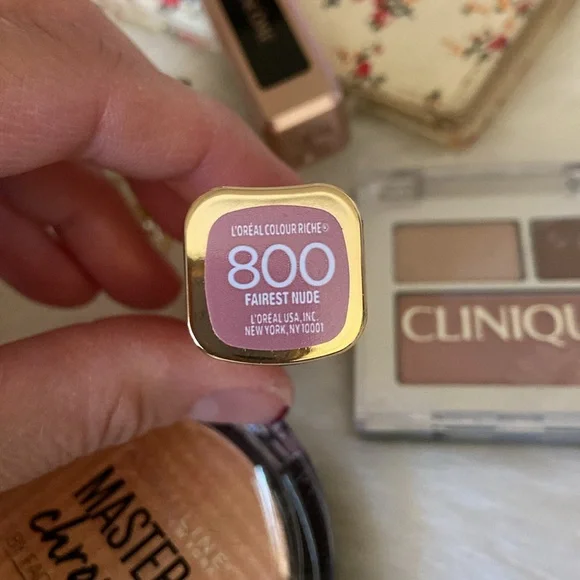 L'ORÉAL COLOUR RICHE®
800
FAIREST NUDE
L'ORÉAL USA, INC.
NEW YORK, NY 10001
CLINIQU
MASTER
chro